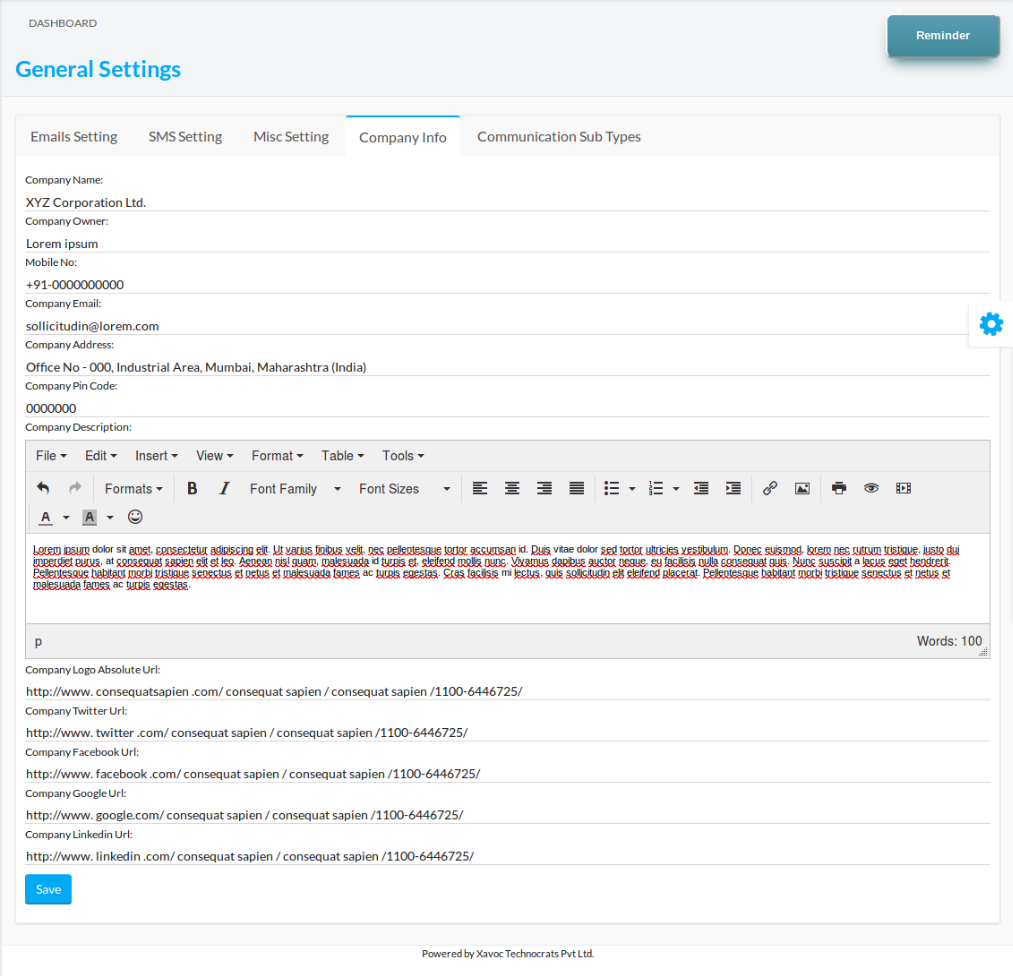 DASHBOARD
Reminder
General Settings
Emails Setting SMS Setting Misc Setting Company Info Communication Sub Types
Company Name:
XYZ Corporation Ltd.
Company Owner:
Lorem ipsum
Mobile No:
+91-0000000000
Company Email:
sollicitudin@lorem.com
Company Address:
Office No - 000, Industrial Area, Mumbai, Maharashtra (India)
Company Pin Code:
0000000
Company Description:
File Edit Insert View Format Table Tools
Formats B I Font Family Font Sizes
A A
Lorem ipsum dolor sit amet, consectetur adipiscing elit. Ut varius finibus velit, nec pellentesque tortor accumsan id. Duis vitae dolor sed tortor ultricies vestibulum. Donec euismod, lorem nec rutrum tristique, justo dui
imperdiet purus, at consequat sapien elit et leo. Aenean nisl quam, malesuada id turpis et, eleifend mollis nunc. Vivamus dapibus auctor neque, eu facilisis nulla consequat quis. Nunc suscipit a lacus eget hendrerit.
Pellentesque habitant morbi tristique senectus et netus et malesuada fames ac turpis egestas. Cras facilisis mi lectus, quis sollicitudin elit eleifend placerat. Pellentesque habitant morbi tristique senectus et netus et
malesuada fames ac turpis egestas.
p Words: 100
Company Logo Absolute Url:
http://www. consequatsapien .com/ consequat sapien / consequat sapien /1100-6446725/
Company Twitter Url:
http://www. twitter .com/ consequat sapien / consequat sapien /1100-6446725/
Company Facebook Url:
http://www. facebook .com/ consequat sapien / consequat sapien /1100-6446725/
Company Google Url:
http://www. google.com/ consequat sapien / consequat sapien /1100-6446725/
Company Linkedin Url:
http://www. linkedin .com/ consequat sapien / consequat sapien /1100-6446725/
Save
Powered by Xavoc Technocrats Pvt Ltd.